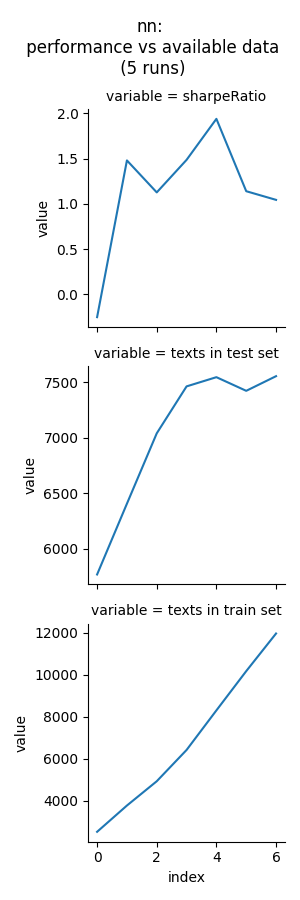 nn:
performance vs available data
(5 runs)
variable = sharpeRatio
2.0
1.5
1.0
0.5
0.0
value
variable = texts in test set
7500
7000
6500
6000
value
variable = texts in train set
12000
10000
8000
6000
4000
value
0 2 4 6
index